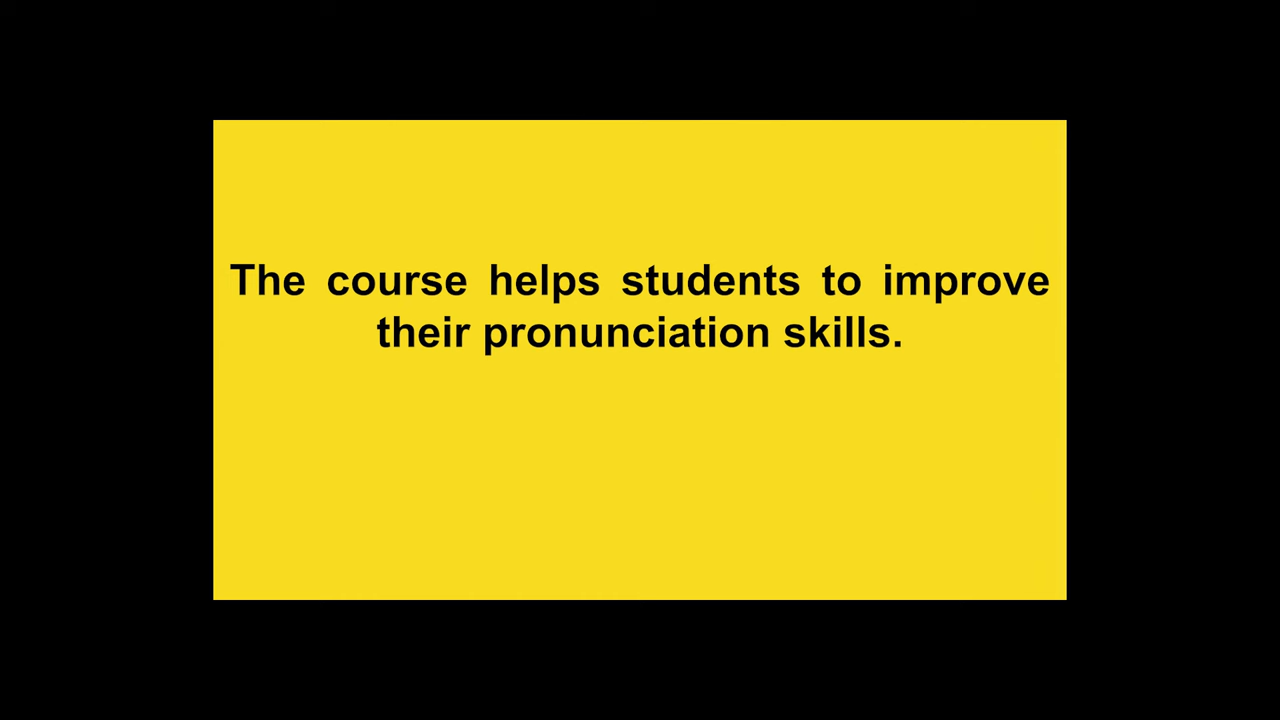 The course helps students to improve
their pronunciation skills.